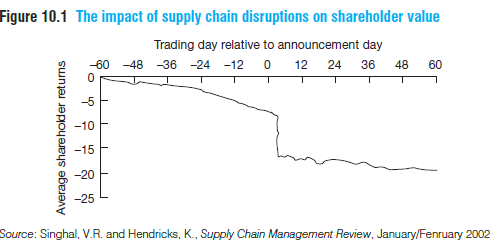 Figure 10.1 The impact of supply chain disruptions on shareholder value
Trading day relative to announcement day
–60 –48 –36 –24 –12 0 12 24 36 48 60
Average shareholder returns
0
–5
–10
–15
–20
–25
Source: Singhal, V.R. and Hendricks, K., Supply Chain Management Review, January/Fenruary 2002